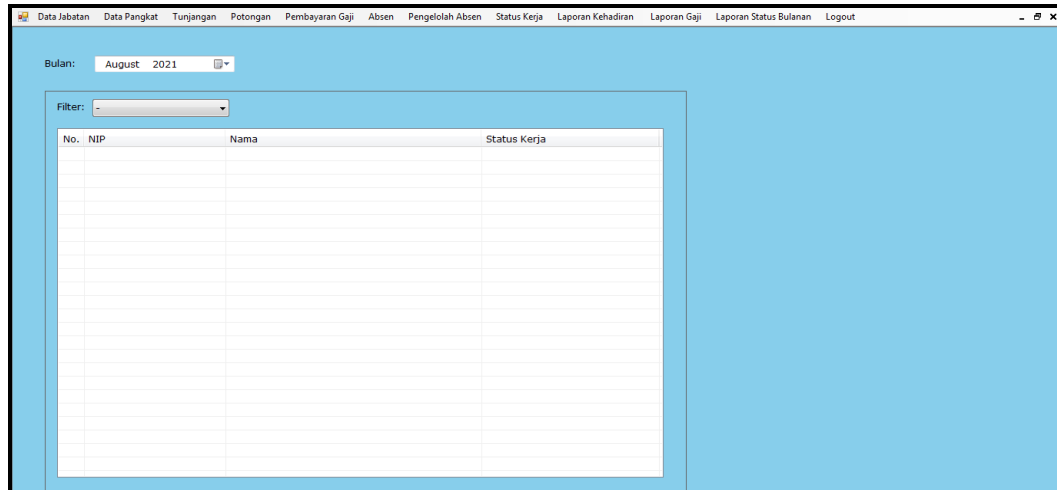 Data Jabatan Data Pangkat Tunjangan Potongan Pembayaran Gaji Absen Pengelolah Absen Status Kerja Laporan Kehadiran Laporan Gaji Laporan Status Bulanan Logout
Bulan: August 2021
Filter: -
No. NIP Nama Status Kerja